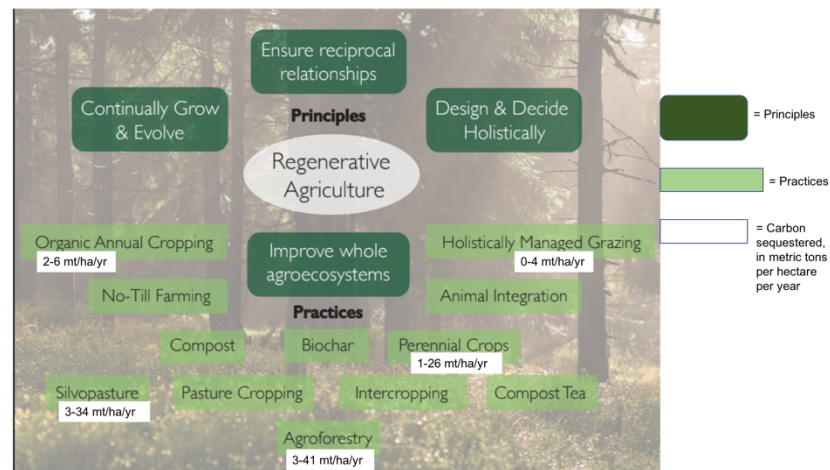 Ensure reciprocal
relationships
Continually Grow
& Evolve
Principles
Design & Decide
Holistically
= Principles
Regenerative
Agriculture
= Practices
Organic Annual Cropping
2-6 mt/ha/yr
Improve whole
agroecosystems
Holistically Managed Grazing
0-4 mt/ha/yr
= Carbon
sequestered,
in metric tons
per hectare
per year
No-Till Farming
Practices
Animal Integration
Compost
Biochar
Perennial Crops
1-26 mt/ha/yr
Silvopasture
3-34 mt/ha/yr
Pasture Cropping
Intercropping
Compost Tea
Agroforestry
3-41 mt/ha/yr